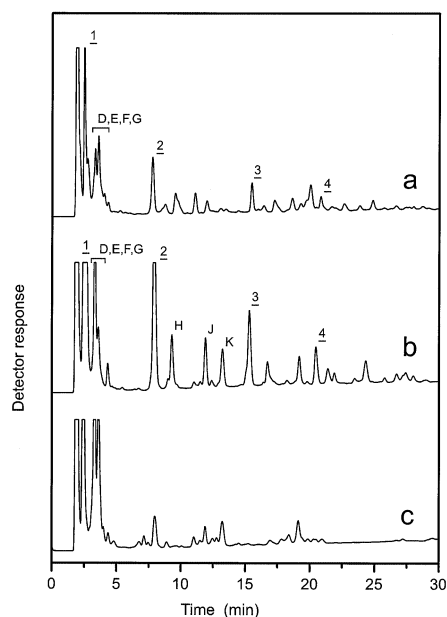 1
D,E,F,G
2
3
4
a
1
D,E,F,G
2
H
J
K
3
4
b
c
Detector response
0 5 10 15 20 25 30
Time (min)